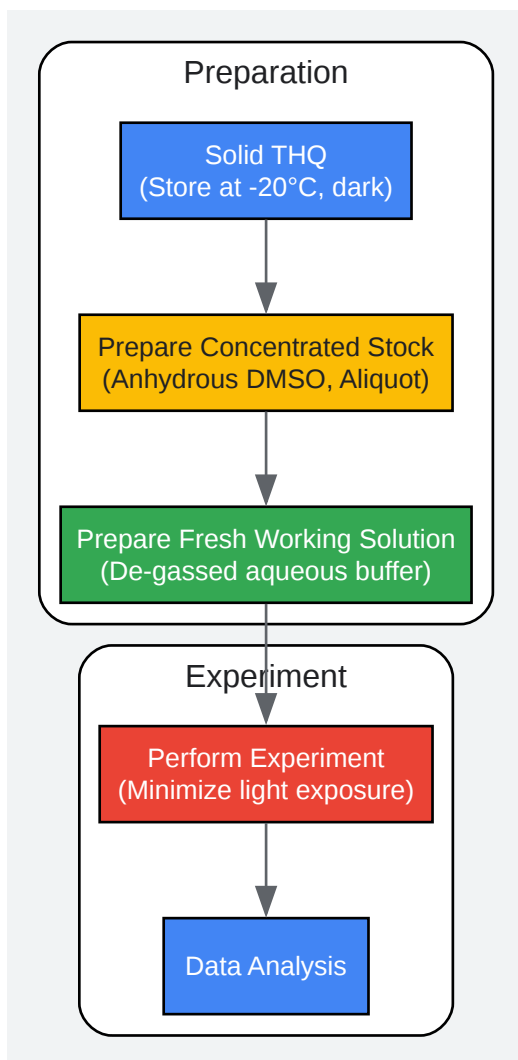 Preparation
Solid THQ
(Store at -20°C, dark)
Prepare Concentrated Stock
(Anhydrous DMSO, Aliquot)
Prepare Fresh Working Solution
(De-gassed aqueous buffer)
Experiment
Perform Experiment
(Minimize light exposure)
Data Analysis